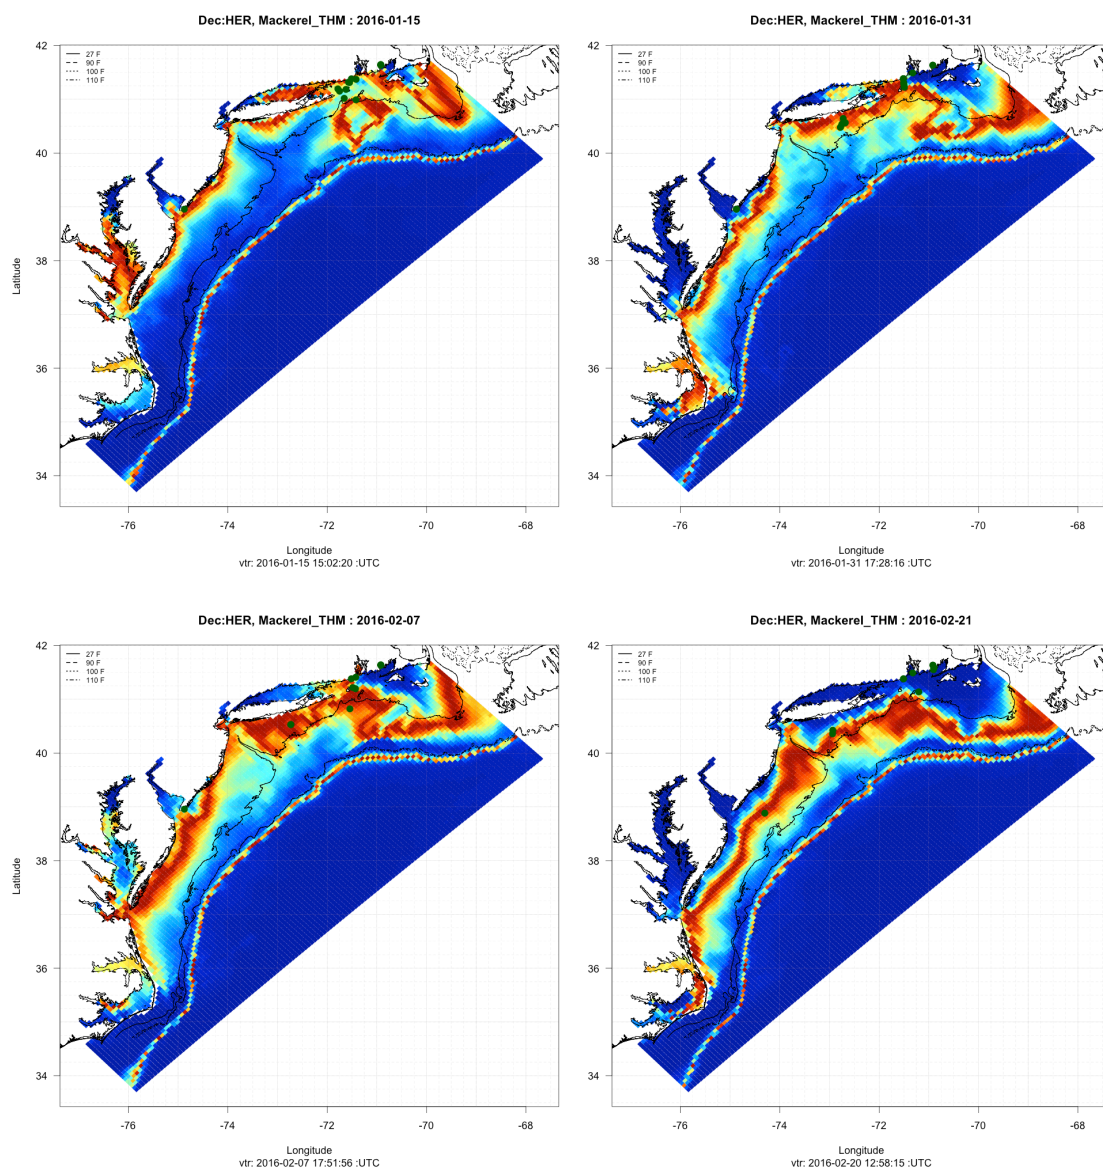 Dec:HER, Mackerel_THM : 2016-01-15
27 F
90 F
100 F
110 F
42
40
38
36
34
Latitude
-76 -74 -72 -70 -68
Longitude
vtr: 2016-01-15 15:02:20 :UTC
Dec:HER, Mackerel_THM : 2016-01-31
27 F
90 F
100 F
110 F
42
40
38
36
34
-76 -74 -72 -70 -68
Longitude
vtr: 2016-01-31 17:28:16 :UTC
Dec:HER, Mackerel_THM : 2016-02-07
27 F
90 F
100 F
110 F
42
40
38
36
34
Latitude
-76 -74 -72 -70 -68
Longitude
vtr: 2016-02-07 17:51:56 :UTC
Dec:HER, Mackerel_THM : 2016-02-21
27 F
90 F
100 F
110 F
42
40
38
36
34
-76 -74 -72 -70 -68
Longitude
vtr: 2016-02-20 12:58:15 :UTC